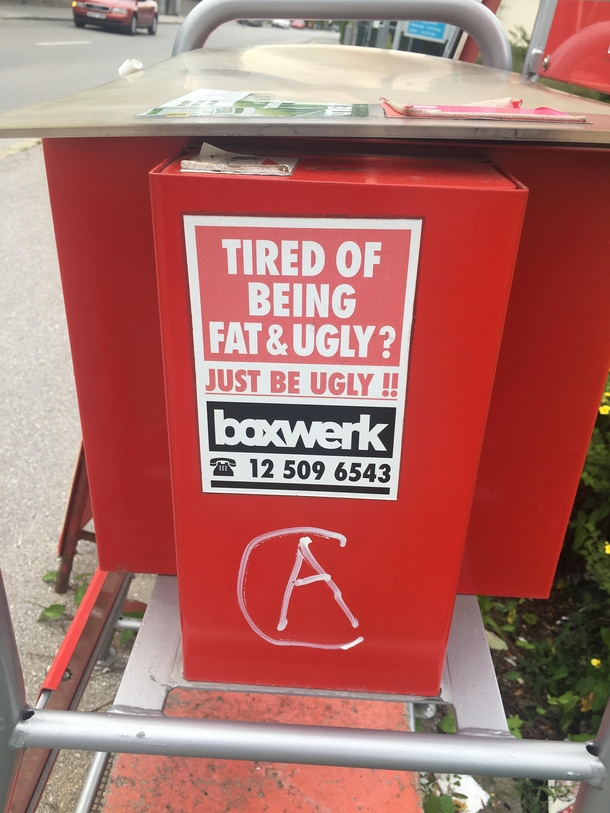 TIRED OF
BEING
FAT & UGLY?
JUST BE UGLY !!
boxwerk
12 509 6543
A